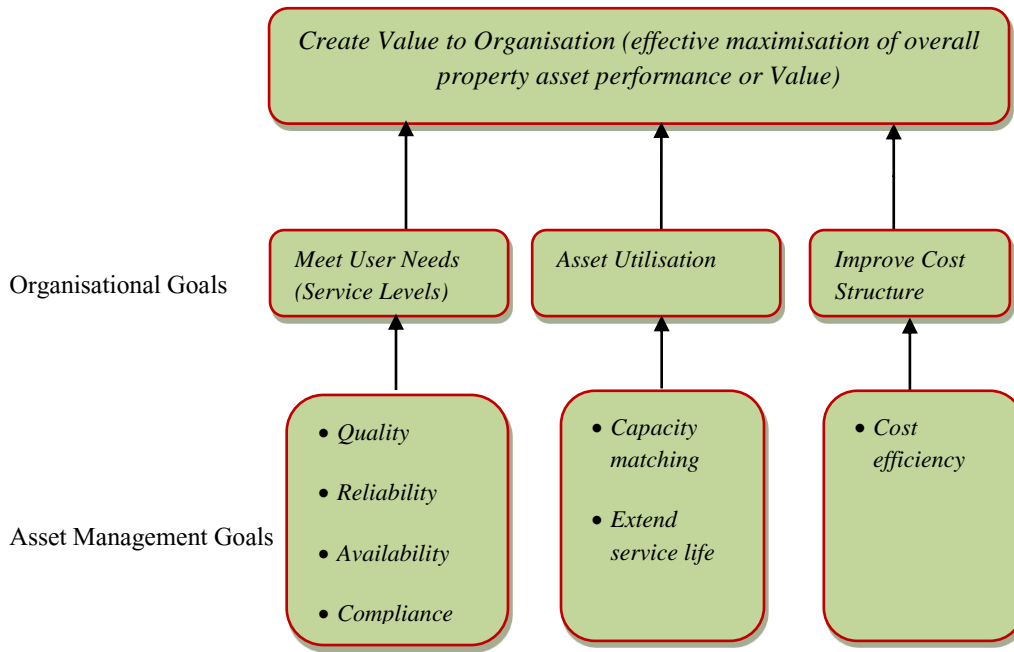 Create Value to Organisation (effective maximisation of overall
property asset performance or Value)
Organisational Goals
Meet User Needs
(Service Levels)
Asset Utilisation
Improve Cost
Structure
Asset Management Goals
• Quality
• Reliability
• Availability
• Compliance
• Capacity
matching
• Extend
service life
• Cost
efficiency